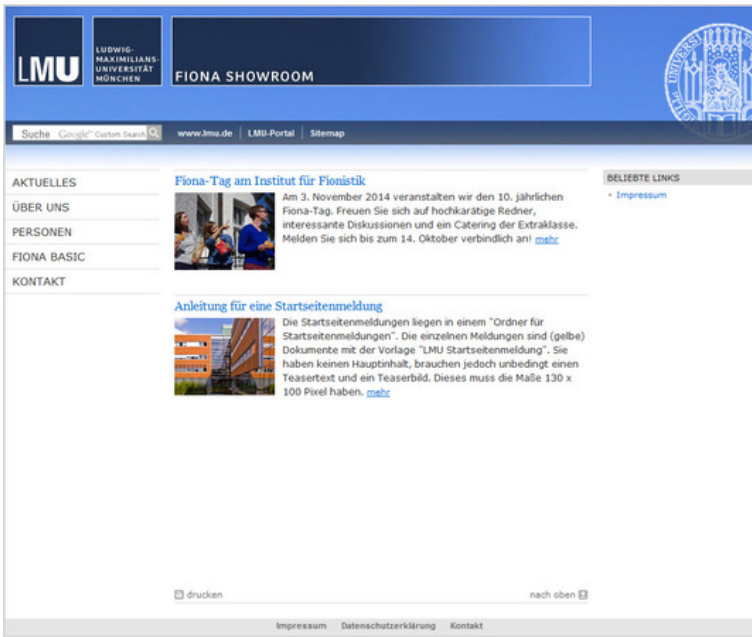 LMU
LUDWIG-
MAXIMILIANS-
UNIVERSITÄT
MÜNCHEN
FIONA SHOWROOM
Suche Google™ Custom Search
www.lmu.de
LMU-Portal
Sitemap
AKTUELLES
ÜBER UNS
PERSONEN
FIONA BASIC
KONTAKT
Fiona-Tag am Institut für Fionistik
Am 3. November 2014 veranstalten wir den 10. jährlichen
Fiona-Tag. Freuen Sie sich auf hochkarätige Redner,
interessante Diskussionen und ein Catering der Extraklasse.
Melden Sie sich bis zum 14. Oktober verbindlich an! mehr
Anleitung für eine Startseitenmeldung
Die Startseitenmeldungen liegen in einem "Ordner für
Startseitenmeldungen". Die einzelnen Meldungen sind (gelbe)
Dokumente mit der Vorlage "LMU Startseitenmeldung". Sie
haben keinen Hauptinhalt, brauchen jedoch unbedingt einen
Teasertext und ein Teaserbild. Dieses muss die Maße 130 x
100 Pixel haben. mehr
BELIEBTE LINKS
Impressum
drucken
nach oben
Impressum Datenschutzerklärung Kontakt